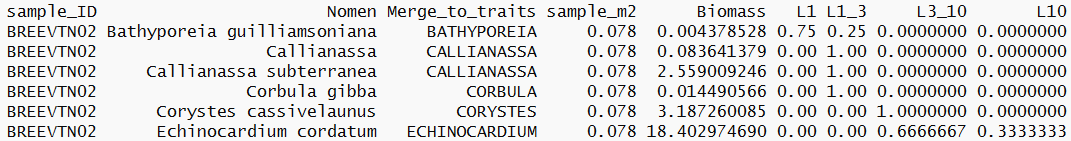 sample_ID Nomen Merge_to_traits sample_m2 Biomass L1 L1_3 L3_10 L10
BREEVTN02 Bathyporeia guilliamsoniana BATHYPOREIA 0.078 0.004378528 0.75 0.25 0.0000000 0.0000000
BREEVTN02 Callianassa CALLIANASSA 0.078 0.083641379 0.00 1.00 0.0000000 0.0000000
BREEVTN02 Callianassa subterranea CALLIANASSA 0.078 2.559009246 0.00 1.00 0.0000000 0.0000000
BREEVTN02 Corbula gibba CORBULA 0.078 0.014490566 0.00 1.00 0.0000000 0.0000000
BREEVTN02 Corystes cassivelaunus CORYSTES 0.078 3.187260085 0.00 0.00 1.0000000 0.0000000
BREEVTN02 Echinocardium cordatum ECHINOCARDIUM 0.078 18.402974690 0.00 0.00 0.6666667 0.3333333